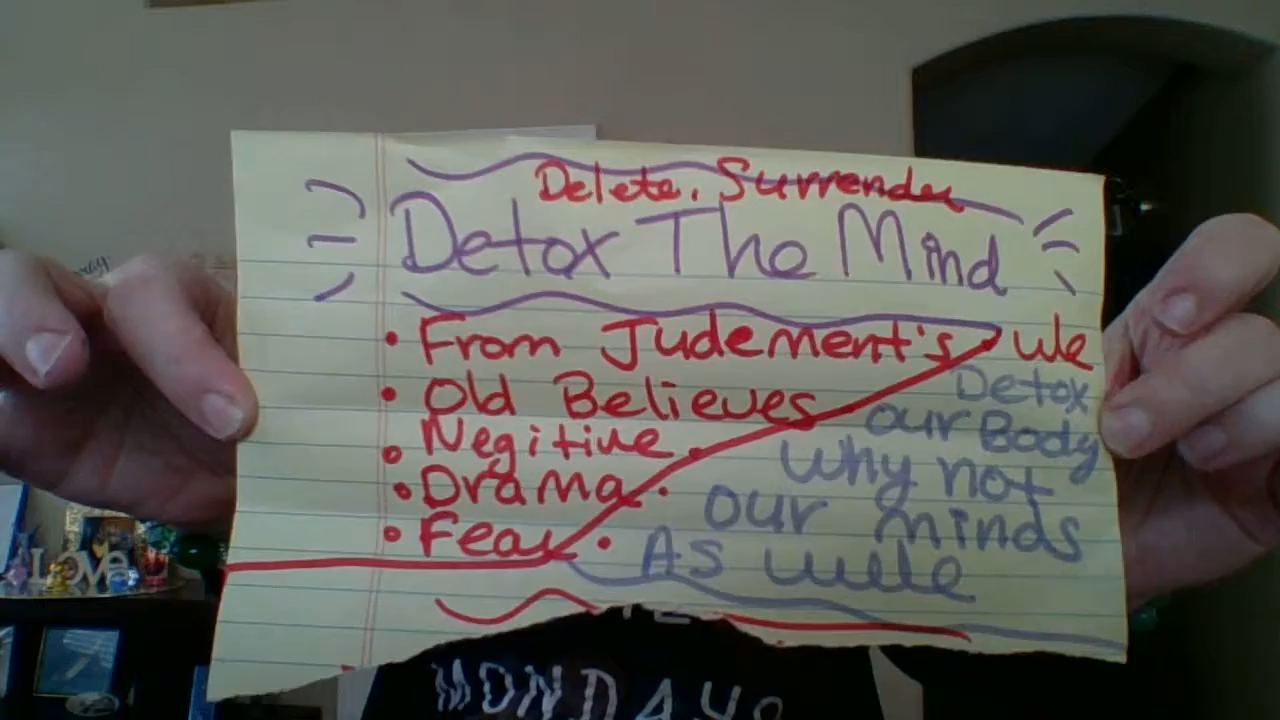 Delete. Surrender
Detox The Mind
• From Judement's
• Old Believes
• Negitive
• Drama.
• Fear.
We
Detox
our Body
Why not
our minds
As wele
LOVE
MONDAYS